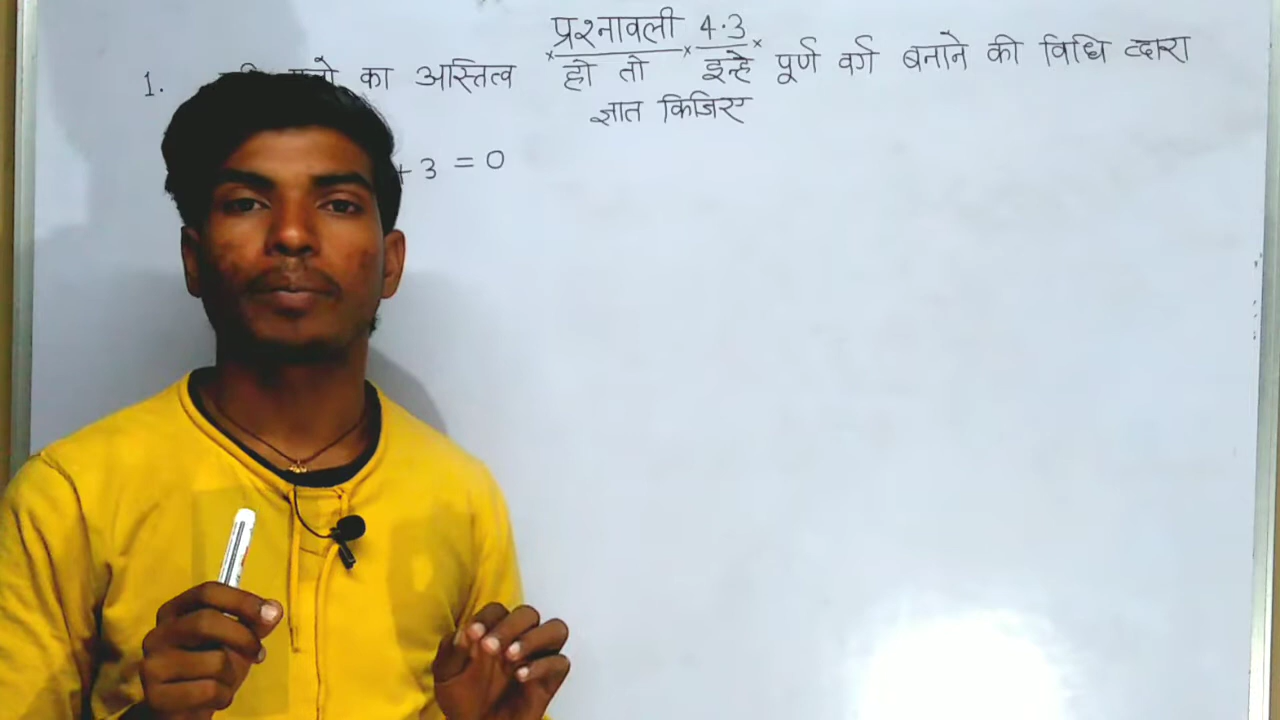 प्रश्नावली 4.3
1. का अस्तित्व हो तो इन्हे पूर्ण वर्ग बनाने की विधि द्वारा
ज्ञात किजिए
+ 3 = 0